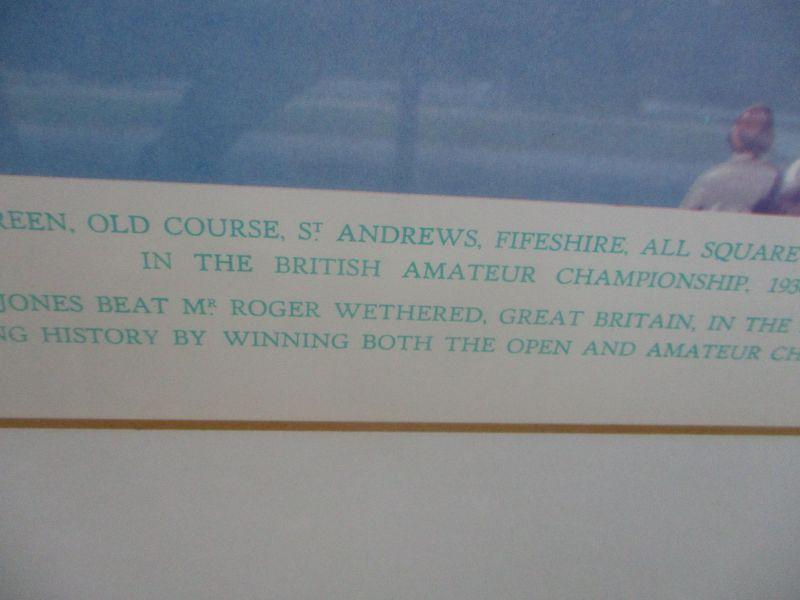 REEN, OLD COURSE, ST ANDREWS, FIFESHIRE, ALL SQUARE
IN THE BRITISH AMATEUR CHAMPIONSHIP, 193
JONES BEAT MR ROGER WETHERED, GREAT BRITAIN, IN THE
NG HISTORY BY WINNING BOTH THE OPEN AND AMATEUR CH